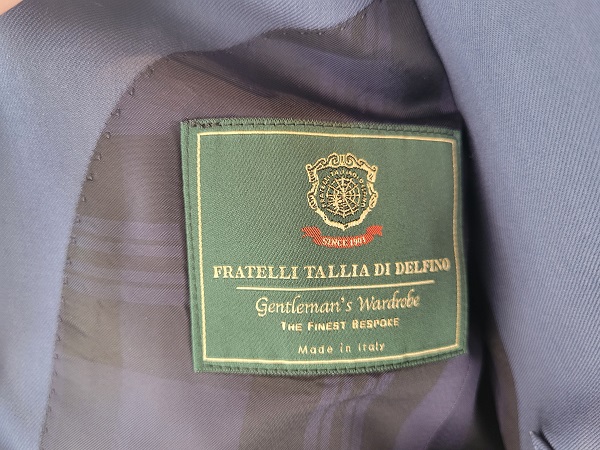 SINCE 1903
FRATELLI TALLIA DI DELFINO
Gentleman's Wardrobe
THE FINEST BESPOKE
Made in Italy